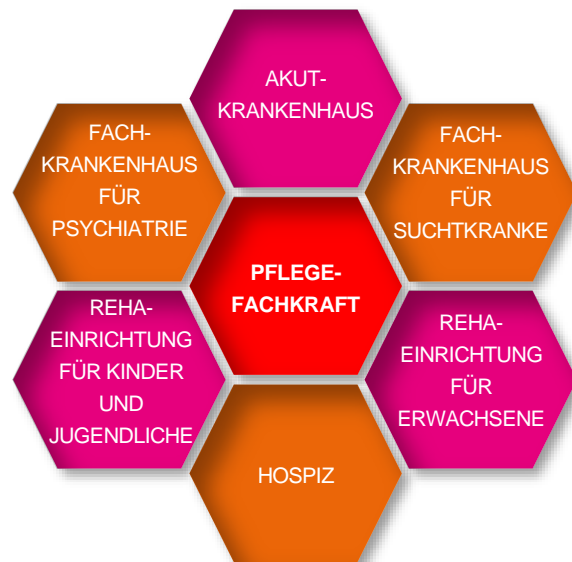 AKUT-
KRANKENHAUS
FACH-
KRANKENHAUS
FÜR
PSYCHIATRIE
FACH-
KRANKENHAUS
FÜR
SUCHTKRANKE
PFLEGE-
FACHKRAFT
REHA-
EINRICHTUNG
FÜR KINDER
UND
JUGENDLICHE
REHA-
EINRICHTUNG
FÜR
ERWACHSENE
HOSPIZ